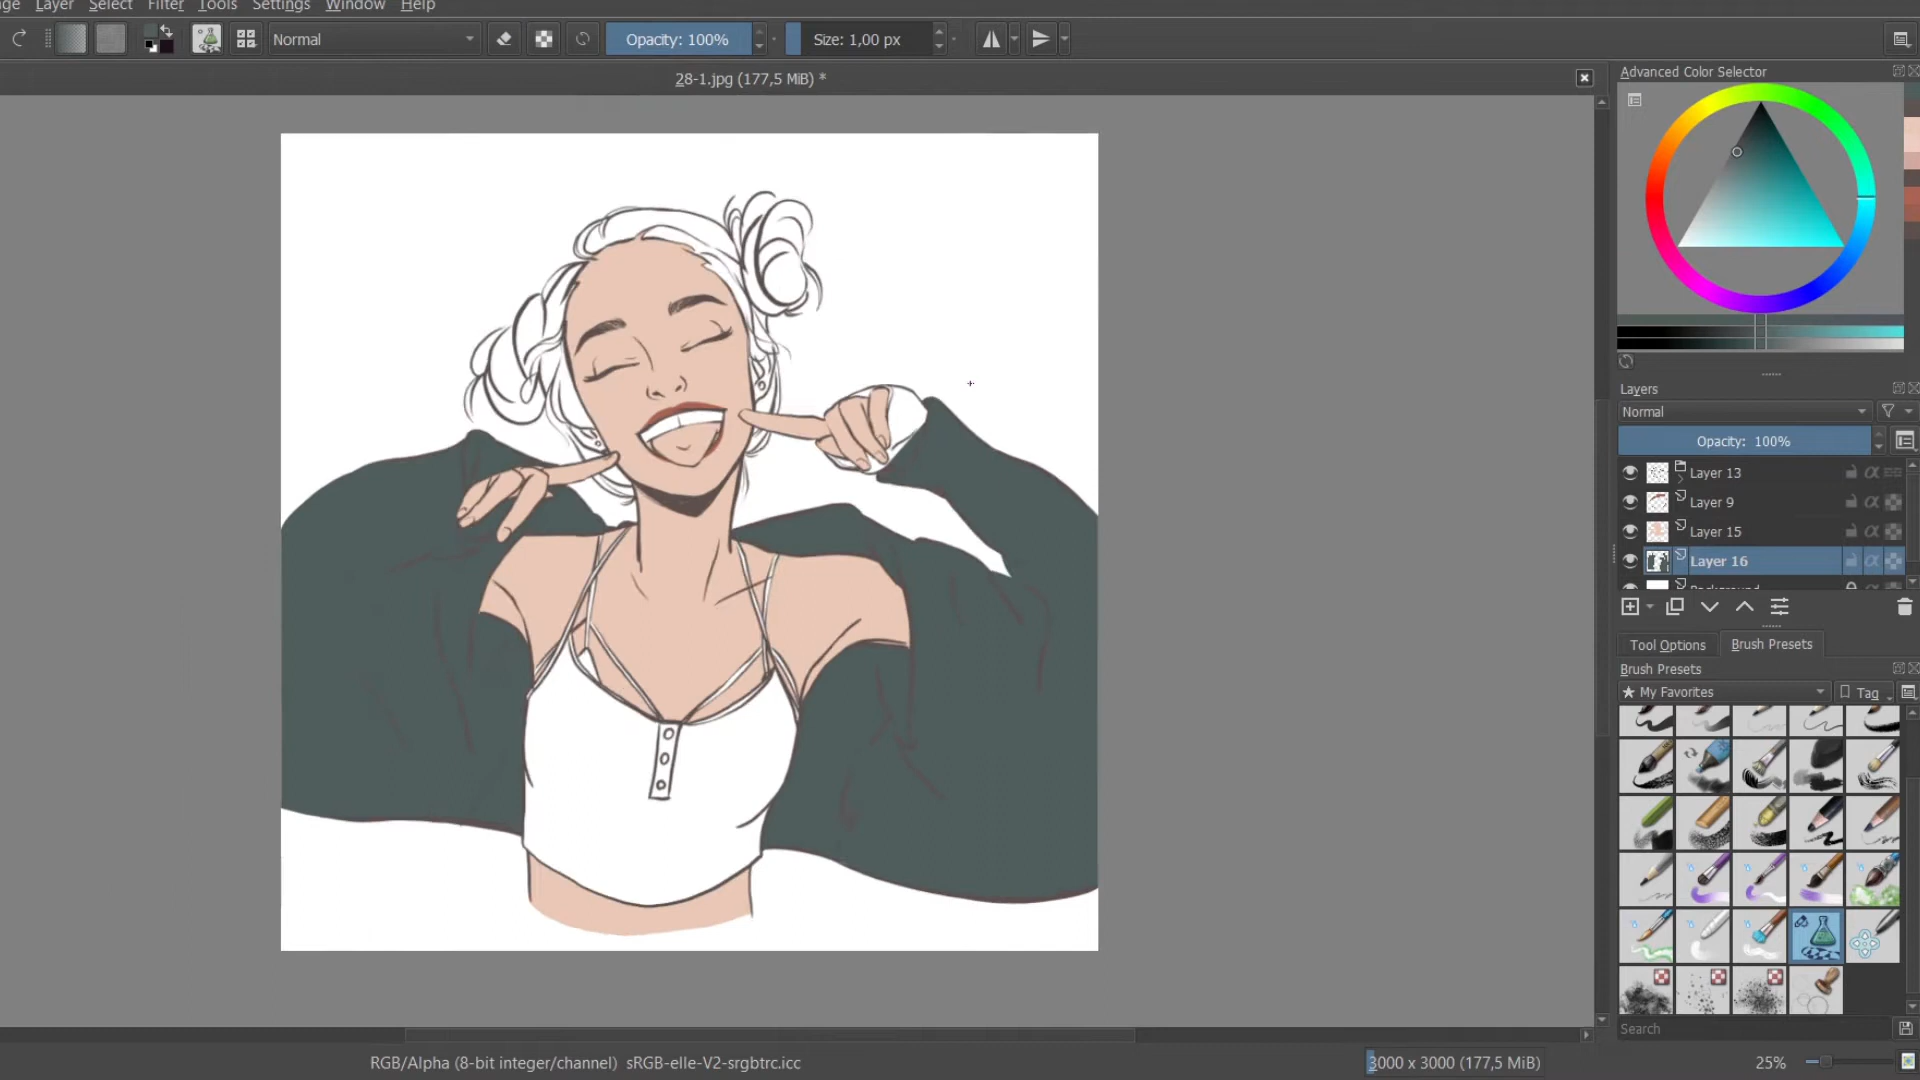 ge Layer Select Filter Tools Settings Window Help
Normal
Opacity: 100%
Size: 1,00 px
28-1.jpg (177,5 MiB) *
Advanced Color Selector
Layers
Normal
Opacity: 100%
Layer 13
Layer 9
Layer 15
Layer 16
Background
Tool Options Brush Presets
Brush Presets
★ My Favorites Tag
Search
RGB/Alpha (8-bit integer/channel) sRGB-elle-V2-srgbtrc.icc
3000 x 3000 (177,5 MiB)
25%